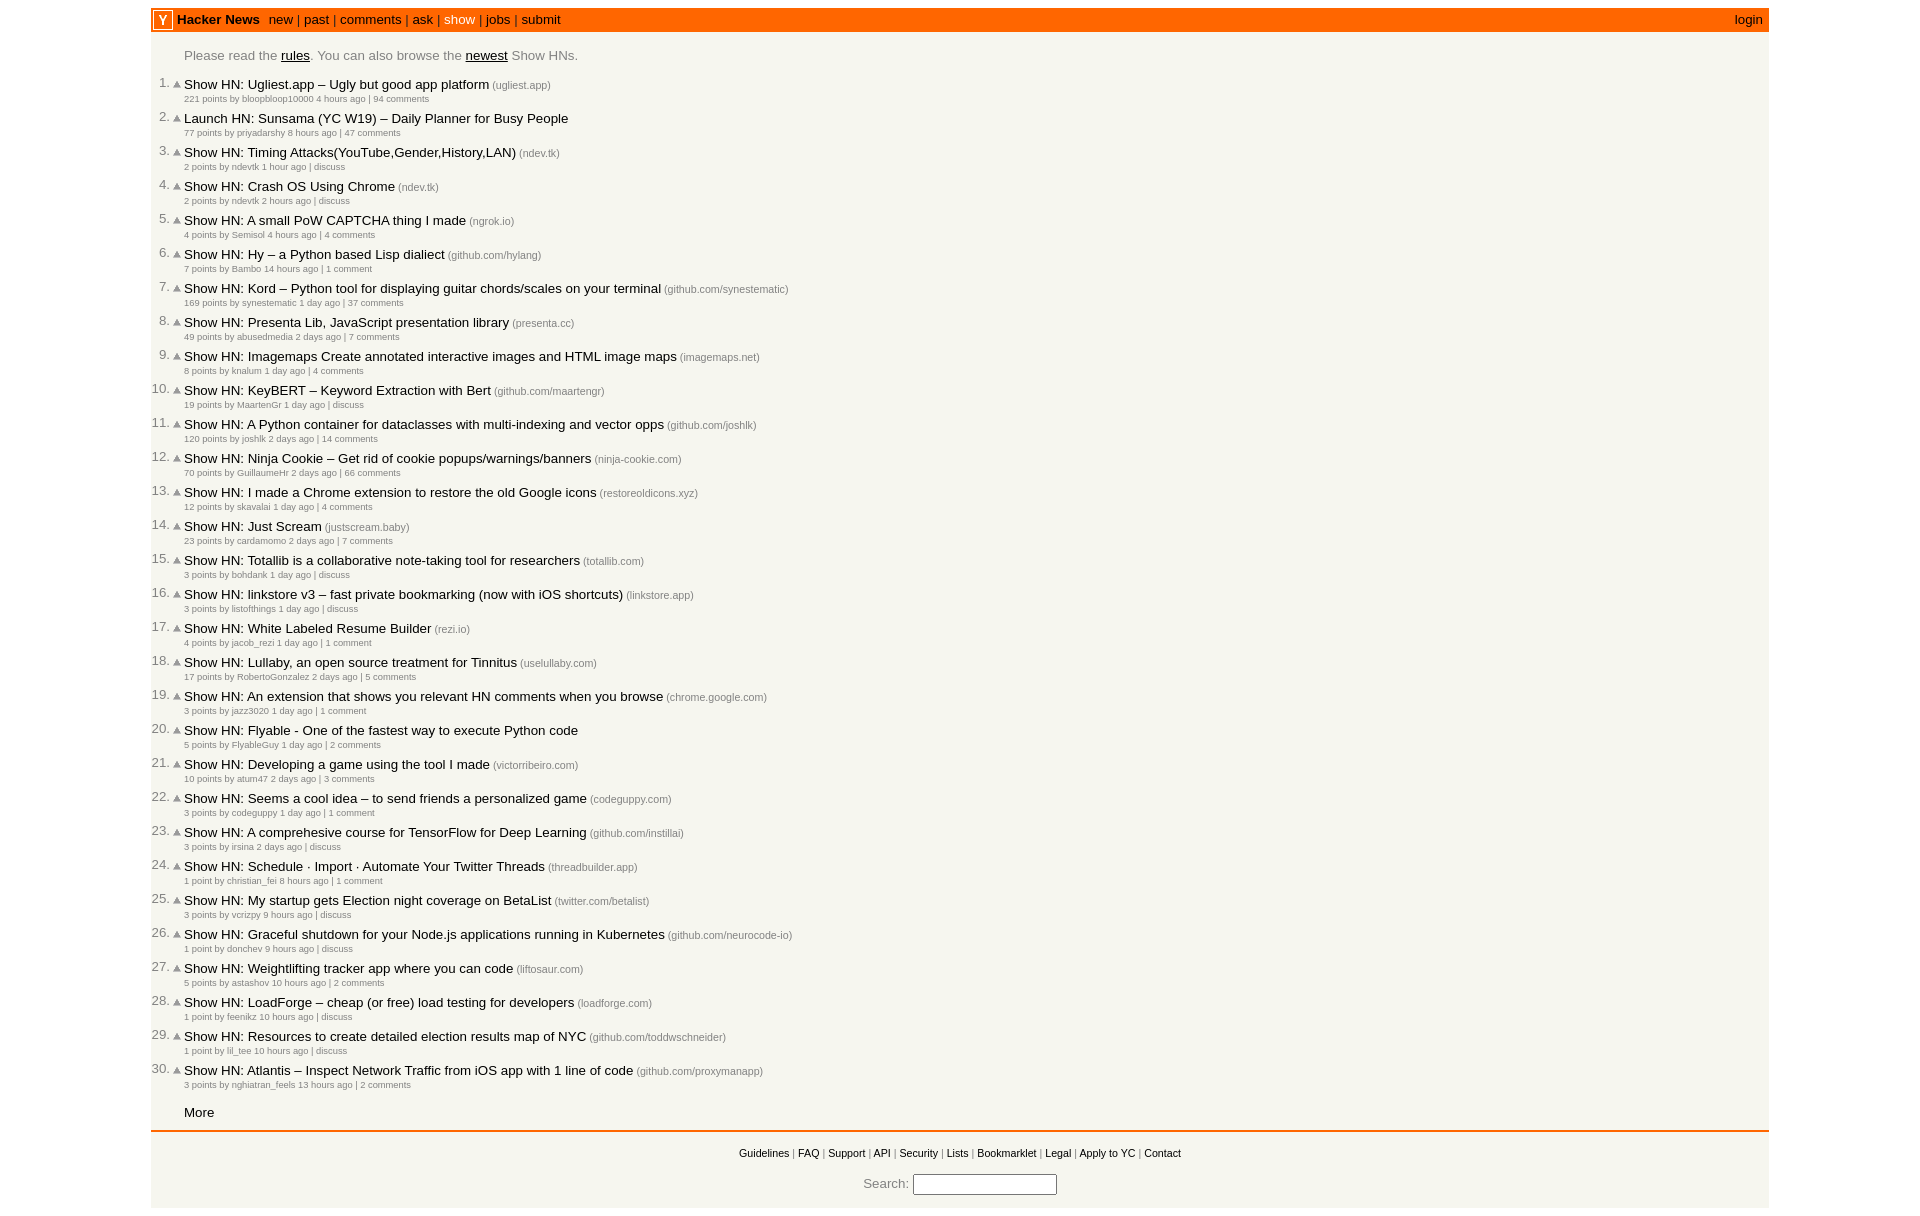 Y Hacker News new | past | comments | ask | show | jobs | submit login
Please read the rules. You can also browse the newest Show HNs.
1. Show HN: Ugliest.app – Ugly but good app platform (ugliest.app)
221 points by bloopbloop10000 4 hours ago | 94 comments
2. Launch HN: Sunsama (YC W19) – Daily Planner for Busy People
77 points by priyadarshy 8 hours ago | 47 comments
3. Show HN: Timing Attacks(YouTube,Gender,History,LAN) (ndev.tk)
2 points by ndevtk 1 hour ago | discuss
4. Show HN: Crash OS Using Chrome (ndev.tk)
2 points by ndevtk 2 hours ago | discuss
5. Show HN: A small PoW CAPTCHA thing I made (ngrok.io)
4 points by Semisol 4 hours ago | 4 comments
6. Show HN: Hy – a Python based Lisp dialiect (github.com/hylang)
7 points by Bambo 14 hours ago | 1 comment
7. Show HN: Kord – Python tool for displaying guitar chords/scales on your terminal (github.com/synestematic)
169 points by synestematic 1 day ago | 37 comments
8. Show HN: Presenta Lib, JavaScript presentation library (presenta.cc)
49 points by abusedmedia 2 days ago | 7 comments
9. Show HN: Imagemaps Create annotated interactive images and HTML image maps (imagemaps.net)
8 points by knalum 1 day ago | 4 comments
10. Show HN: KeyBERT – Keyword Extraction with Bert (github.com/maartengr)
19 points by MaartenGr 1 day ago | discuss
11. Show HN: A Python container for dataclasses with multi-indexing and vector opps (github.com/joshlk)
120 points by joshlk 2 days ago | 14 comments
12. Show HN: Ninja Cookie – Get rid of cookie popups/warnings/banners (ninja-cookie.com)
70 points by GuillaumeHr 2 days ago | 66 comments
13. Show HN: I made a Chrome extension to restore the old Google icons (restoreoldicons.xyz)
12 points by skavalai 1 day ago | 4 comments
14. Show HN: Just Scream (justscream.baby)
23 points by cardamomo 2 days ago | 7 comments
15. Show HN: Totallib is a collaborative note-taking tool for researchers (totallib.com)
3 points by bohdank 1 day ago | discuss
16. Show HN: linkstore v3 – fast private bookmarking (now with iOS shortcuts) (linkstore.app)
3 points by listofthings 1 day ago | discuss
17. Show HN: White Labeled Resume Builder (rezi.io)
4 points by jacob_rezi 1 day ago | 1 comment
18. Show HN: Lullaby, an open source treatment for Tinnitus (uselullaby.com)
17 points by RobertoGonzalez 2 days ago | 5 comments
19. Show HN: An extension that shows you relevant HN comments when you browse (chrome.google.com)
3 points by jazz3020 1 day ago | 1 comment
20. Show HN: Flyable - One of the fastest way to execute Python code
5 points by FlyableGuy 1 day ago | 2 comments
21. Show HN: Developing a game using the tool I made (victorribeiro.com)
10 points by atum47 2 days ago | 3 comments
22. Show HN: Seems a cool idea – to send friends a personalized game (codeguppy.com)
3 points by codeguppy 1 day ago | 1 comment
23. Show HN: A comprehesive course for TensorFlow for Deep Learning (github.com/instillai)
3 points by irsina 2 days ago | discuss
24. Show HN: Schedule · Import · Automate Your Twitter Threads (threadbuilder.app)
1 point by christian_fei 8 hours ago | 1 comment
25. Show HN: My startup gets Election night coverage on BetaList (twitter.com/betalist)
3 points by vcrizpy 9 hours ago | discuss
26. Show HN: Graceful shutdown for your Node.js applications running in Kubernetes (github.com/neurocode-io)
1 point by donchev 9 hours ago | discuss
27. Show HN: Weightlifting tracker app where you can code (liftosaur.com)
5 points by astashov 10 hours ago | 2 comments
28. Show HN: LoadForge – cheap (or free) load testing for developers (loadforge.com)
1 point by feenikz 10 hours ago | discuss
29. Show HN: Resources to create detailed election results map of NYC (github.com/toddwschneider)
1 point by lil_tee 10 hours ago | discuss
30. Show HN: Atlantis – Inspect Network Traffic from iOS app with 1 line of code (github.com/proxymanapp)
3 points by nghiatran_feels 13 hours ago | 2 comments
More
Guidelines | FAQ | Support | API | Security | Lists | Bookmarklet | Legal | Apply to YC | Contact
Search: